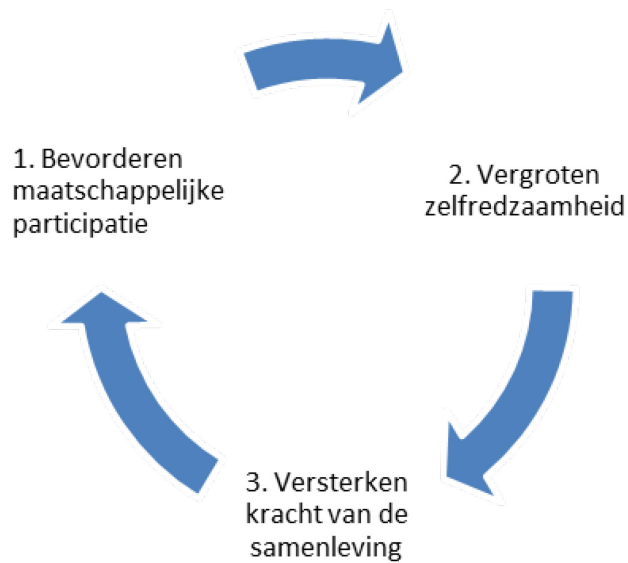 1. Bevorderen
maatschappelijke
participatie
2. Vergroten
zelfredzaamheid
3. Versterken
kracht van de
samenleving